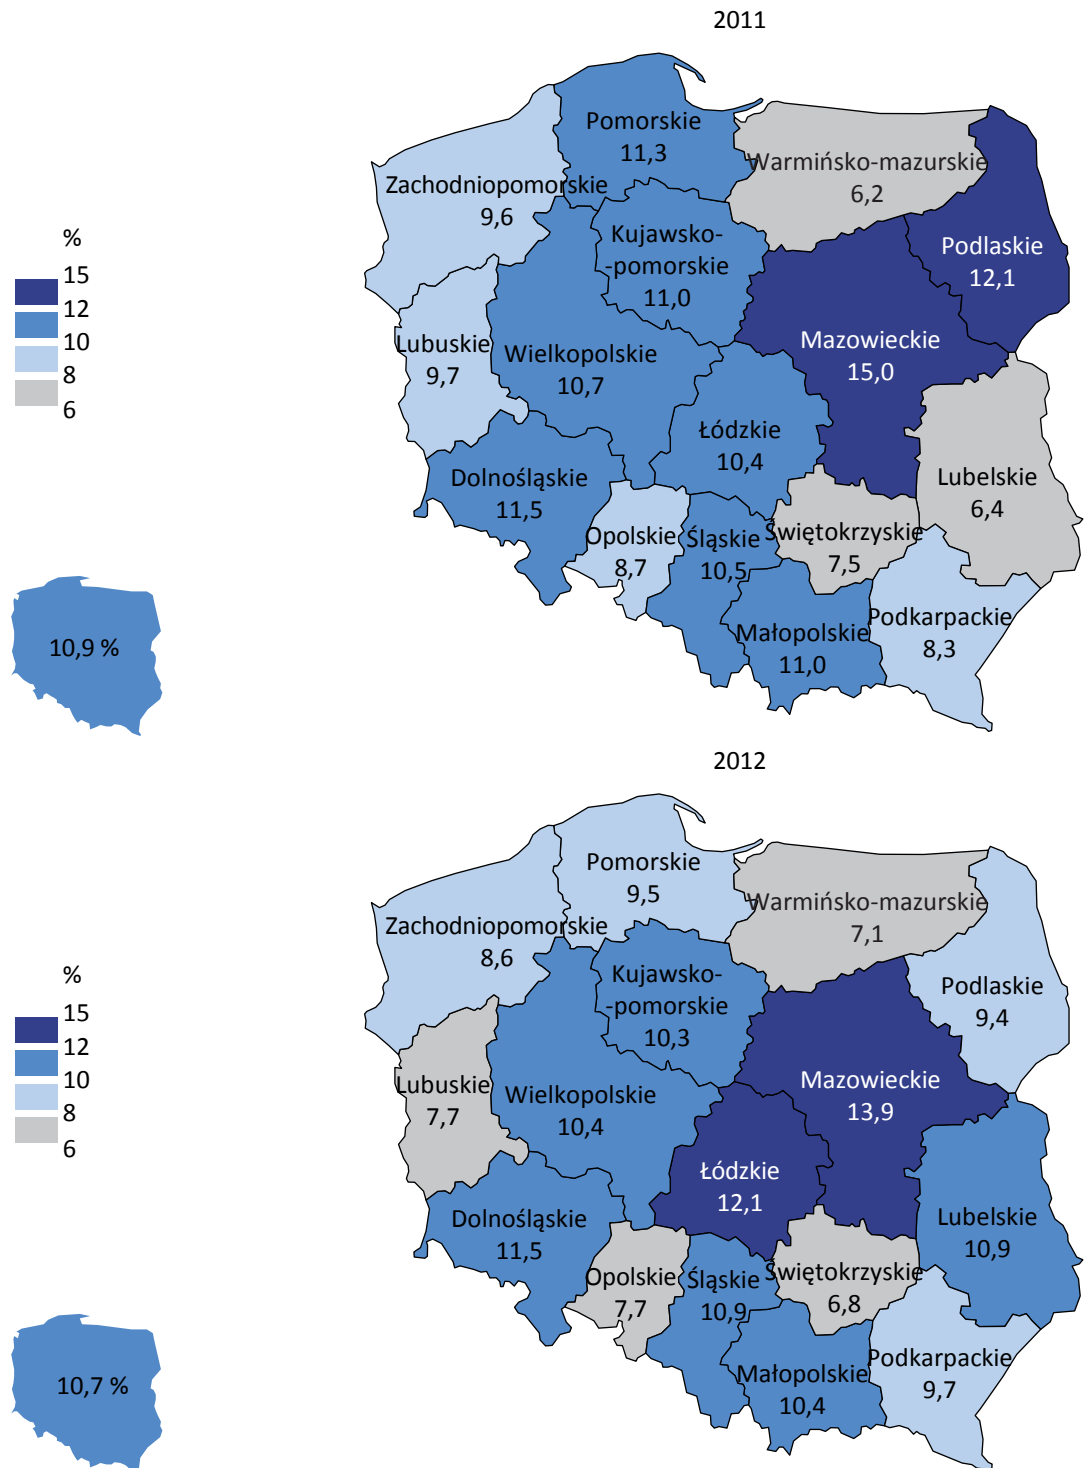 2011
Pomorskie
11,3
Warmińsko-mazurskie
6,2
Zachodniopomorskie
9,6
Kujawsko-
-pomorskie
11,0
Podlaskie
12,1
%
15
12
10
8
6
Lubuskie
9,7
Wielkopolskie
10,7
Mazowieckie
15,0
Łódzkie
10,4
Dolnośląskie
11,5
Lubelskie
6,4
Opolskie
8,7
Śląskie
10,5
Świętokrzyskie
7,5
Podkarpackie
8,3
Małopolskie
11,0
10,9 %
2012
Pomorskie
9,5
Warmińsko-mazurskie
7,1
Zachodniopomorskie
8,6
Kujawsko-
-pomorskie
10,3
Podlaskie
9,4
%
15
12
10
8
6
Lubuskie
7,7
Wielkopolskie
10,4
Mazowieckie
13,9
Łódzkie
12,1
Dolnośląskie
11,5
Lubelskie
10,9
Opolskie
7,7
Śląskie
10,9
Świętokrzyskie
6,8
Podkarpackie
9,7
Małopolskie
10,4
10,7 %